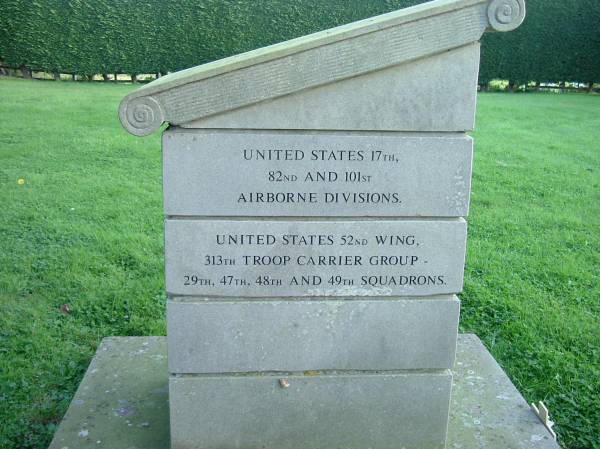 UNITED STATES 17TH,
82ND AND 101ST
AIRBORNE DIVISIONS.
UNITED STATES 52ND WING,
313TH TROOP CARRIER GROUP -
29TH, 47TH, 48TH AND 49TH SQUADRONS.